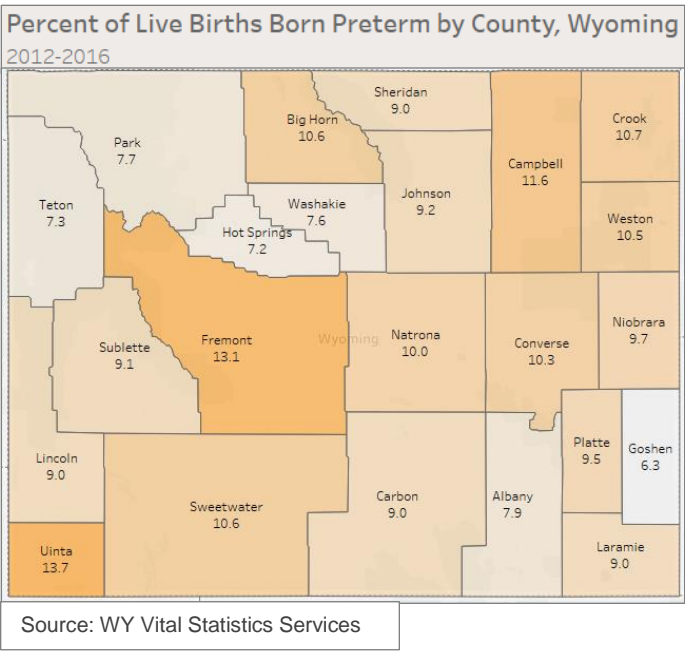 Percent of Live Births Born Preterm by County, Wyoming
2012-2016
Sheridan
9.0
Big Horn
10.6
Crook
10.7
Park
7.7
Campbell
11.6
Johnson
9.2
Washakie
7.6
Teton
7.3
Weston
10.5
Hot Springs
7.2
Niobrara
9.7
Natrona
10.0
Wyoming
Fremont
13.1
Converse
10.3
Sublette
9.1
Platte
9.5
Goshen
6.3
Lincoln
9.0
Carbon
9.0
Albany
7.9
Sweetwater
10.6
Laramie
9.0
Uinta
13.7
Source: WY Vital Statistics Services